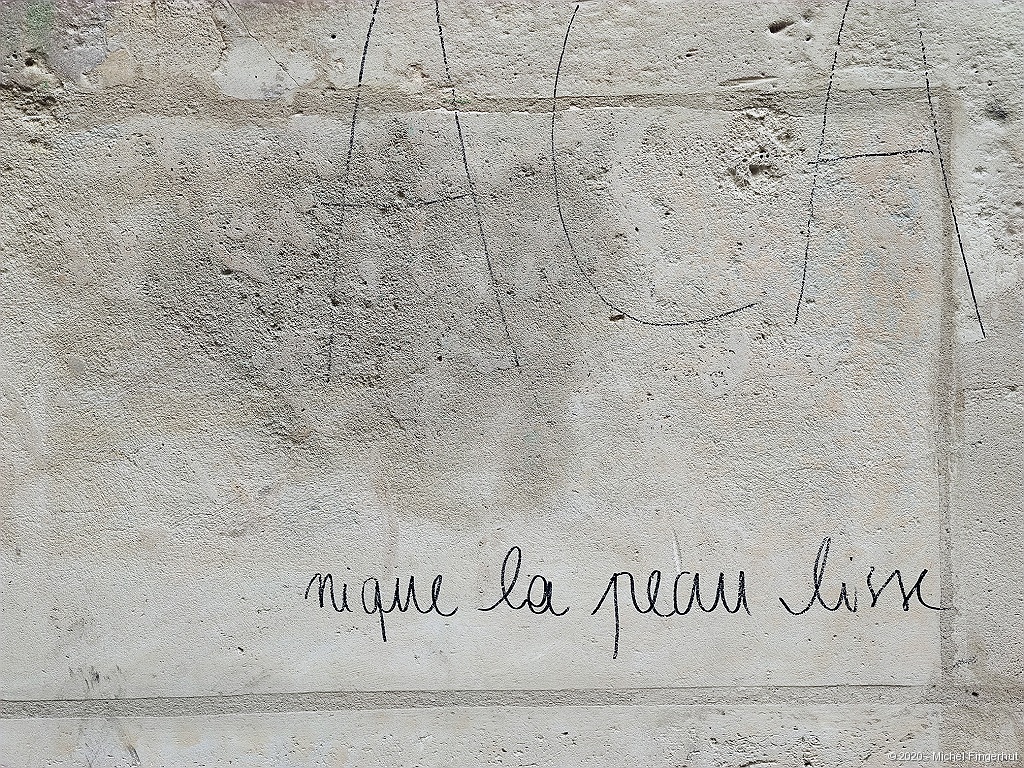 ACA
nique la peau lisse
© 2020 - Michel Fingerhut